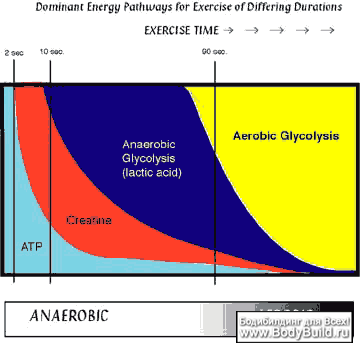 Dominant Energy Pathways for Exercise of Differing Durations
EXERCISE TIME
2 sec
10 sec.
90 sec.
Anaerobic
Glycolysis
(lactic acid)
Aerobic Glycolysis
Creatine
ATP
ANAEROBIC
Бодибилдинг для Всех!
www.BodyBuild.ru